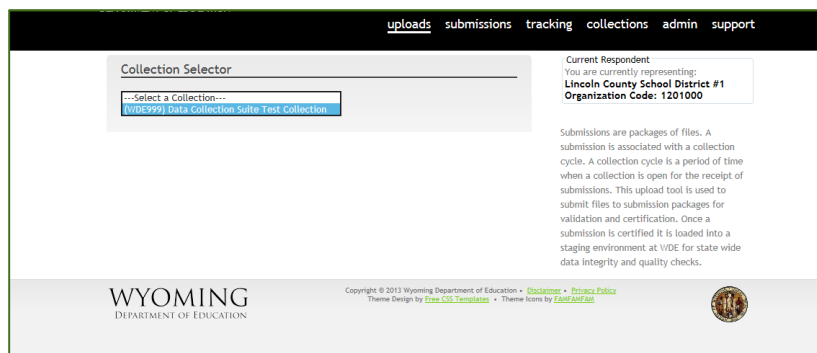 uploads submissions tracking collections admin support
Collection Selector
---Select a Collection---
(WDE999) Data Collection Suite Test Collection
Current Respondent
You are currently representing:
Lincoln County School District #1
Organization Code: 1201000
Submissions are packages of files. A
submission is associated with a collection
cycle. A collection cycle is a period of time
when a collection is open for the receipt of
submissions. This upload tool is used to
submit files to submission packages for
validation and certification. Once a
submission is certified it is loaded into a
staging environment at WDE for state wide
data integrity and quality checks.
WYOMING
DEPARTMENT OF EDUCATION
Copyright © 2013 Wyoming Department of Education • Disclaimer • Privacy Policy
Theme Design by Free CSS Templates • Theme Icons by FAMFAMFAM